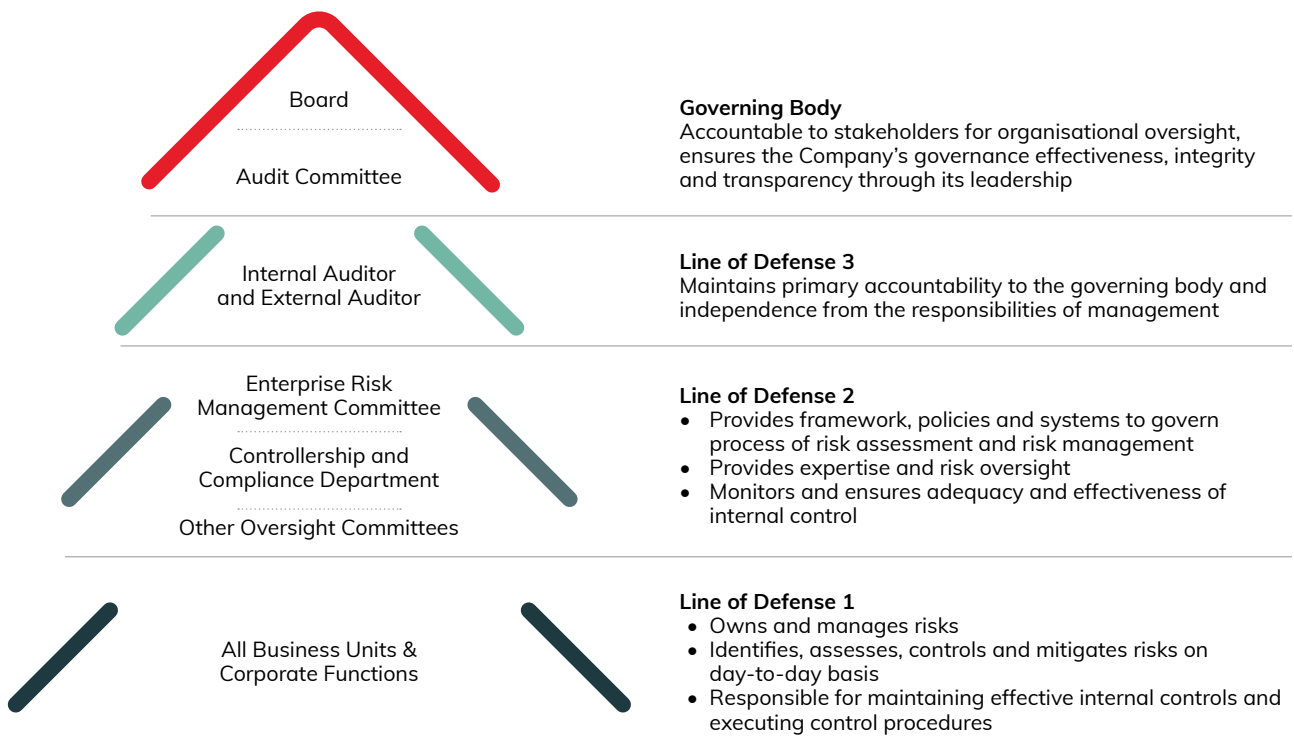 Board
Audit Committee
Governing Body
Accountable to stakeholders for organisational oversight,
ensures the Company's governance effectiveness, integrity
and transparency through its leadership
Internal Auditor
and External Auditor
Line of Defense 3
Maintains primary accountability to the governing body and
independence from the responsibilities of management
Enterprise Risk
Management Committee
Controllership and
Compliance Department
Other Oversight Committees
Line of Defense 2
• Provides framework, policies and systems to govern
process of risk assessment and risk management
• Provides expertise and risk oversight
• Monitors and ensures adequacy and effectiveness of
internal control
All Business Units &
Corporate Functions
Line of Defense 1
• Owns and manages risks
• Identifies, assesses, controls and mitigates risks on
day-to-day basis
• Responsible for maintaining effective internal controls and
executing control procedures